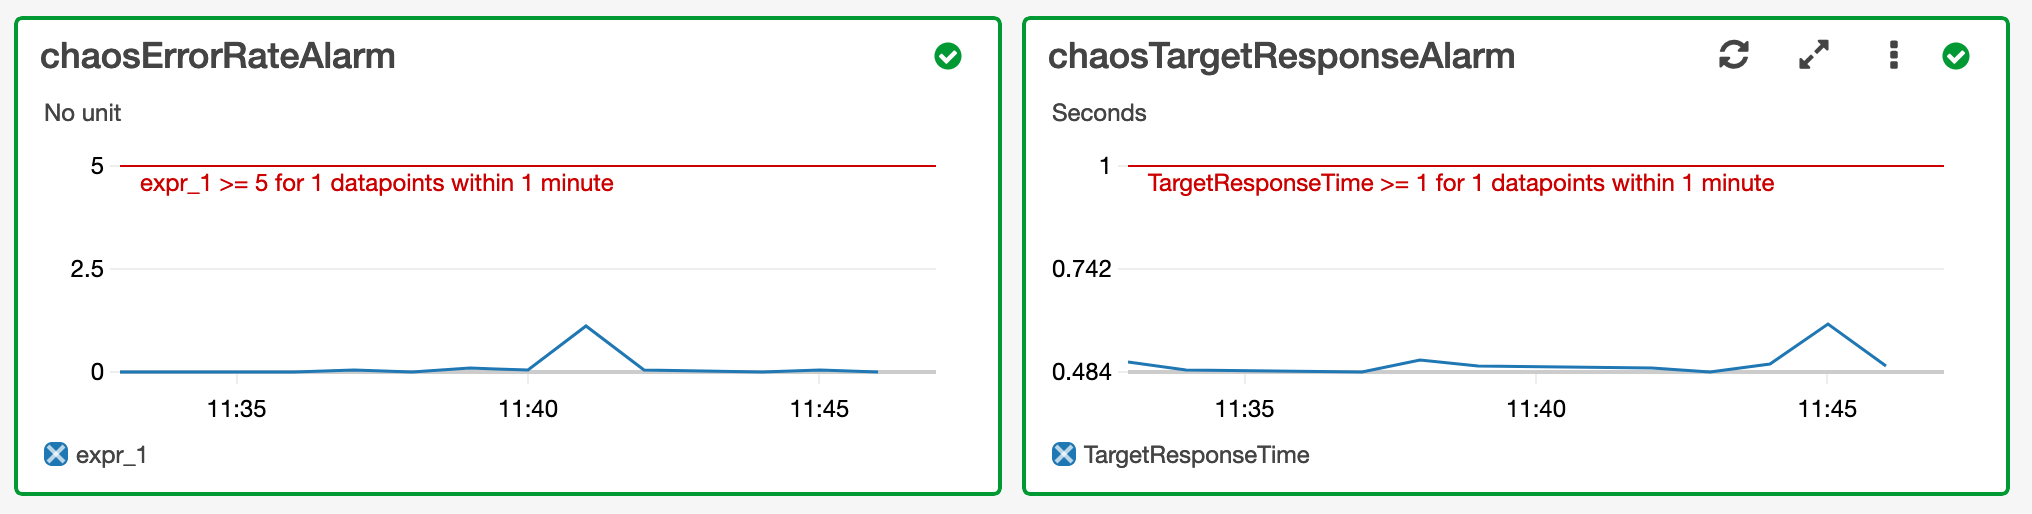 chaosErrorRateAlarm
No unit
5
expr_1 >= 5 for 1 datapoints within 1 minute
2.5
0
11:35 11:40 11:45
expr_1
chaosTargetResponseAlarm
Seconds
1
TargetResponseTime >= 1 for 1 datapoints within 1 minute
0.742
0.484
11:35 11:40 11:45
TargetResponseTime